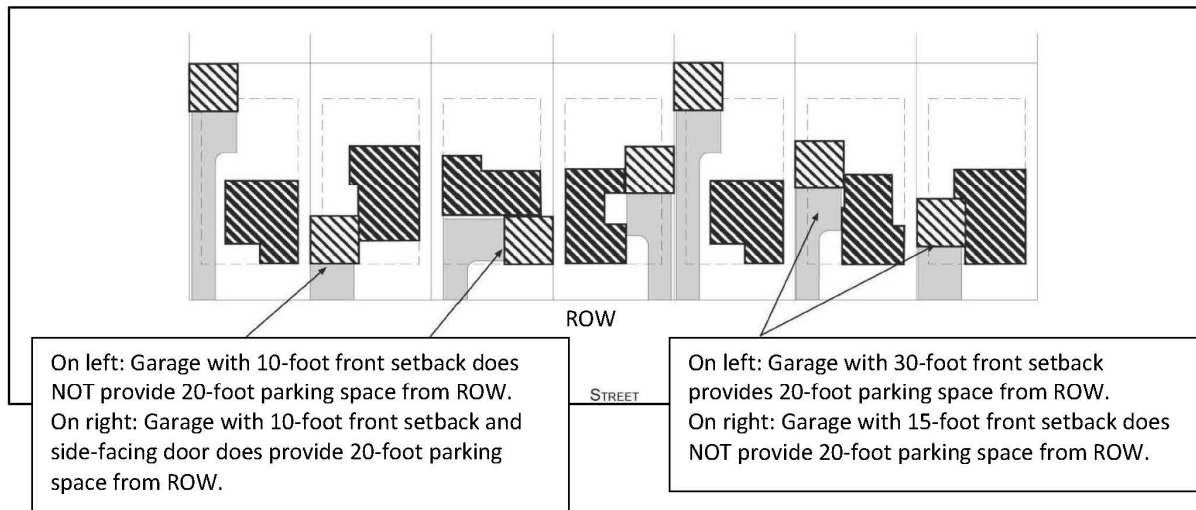 ROW
On left: Garage with 10-foot front setback does
NOT provide 20-foot parking space from ROW.
On right: Garage with 10-foot front setback and
side-facing door does provide 20-foot parking
space from ROW.
STREET
On left: Garage with 30-foot front setback
provides 20-foot parking space from ROW.
On right: Garage with 15-foot front setback does
NOT provide 20-foot parking space from ROW.